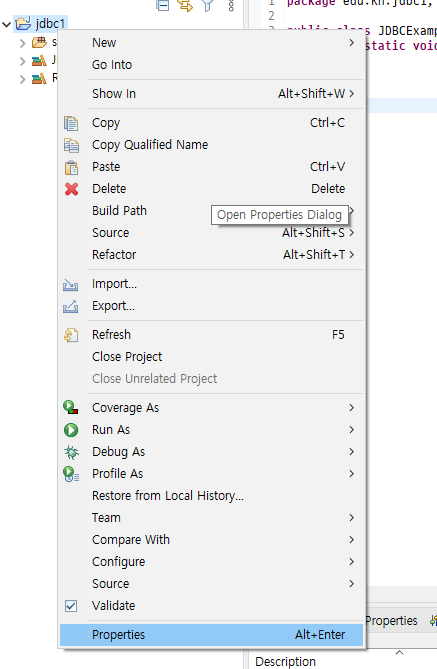 package edu.kh.jdbc1,
2
public class JDBCExamp
static void
jdbc1
New
Go Into
Show In Alt+Shift+W
Copy Ctrl+C
Copy Qualified Name
Paste Ctrl+V
Delete Delete
Build Path
Open Properties Dialog
Source Alt+Shift+S
Refactor Alt+Shift+T
Import...
Export...
Refresh F5
Close Project
Close Unrelated Project
Coverage As
Run As
Debug As
Profile As
Restore from Local History...
Team
Compare With
Configure
Source
Validate
Properties Alt+Enter
Properties
Description